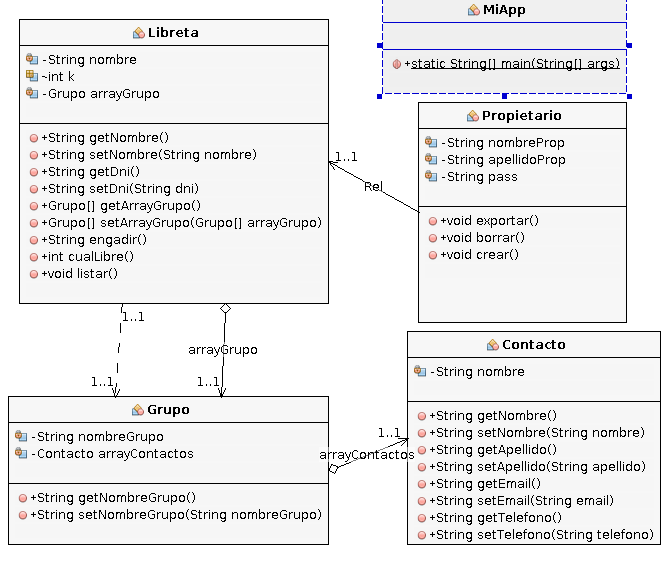 MiApp
+static String[] main(String[] args)
Libreta
-String nombre
~int k
-Grupo arrayGrupo
+String getNombre()
+String setNombre(String nombre)
+String getDni()
+String setDni(String dni)
+Grupo[] getArrayGrupo()
+Grupo[] setArrayGrupo(Grupo[] arrayGrupo)
+String engadir()
+int cualLibre()
+void listar()
Propietario
-String nombreProp
-String apellidoProp
-String pass
+void exportar()
+void borrar()
+void crear()
1..1
Rel
1..1
arrayGrupo
1..1
1..1
Grupo
-String nombreGrupo
-Contacto arrayContactos
+String getNombreGrupo()
+String setNombreGrupo(String nombreGrupo)
1..1
arrayContactos
Contacto
-String nombre
+String getNombre()
+String setNombre(String nombre)
+String getApellido()
+String setApellido(String apellido)
+String getEmail()
+String setEmail(String email)
+String getTelefono()
+String setTelefono(String telefono)